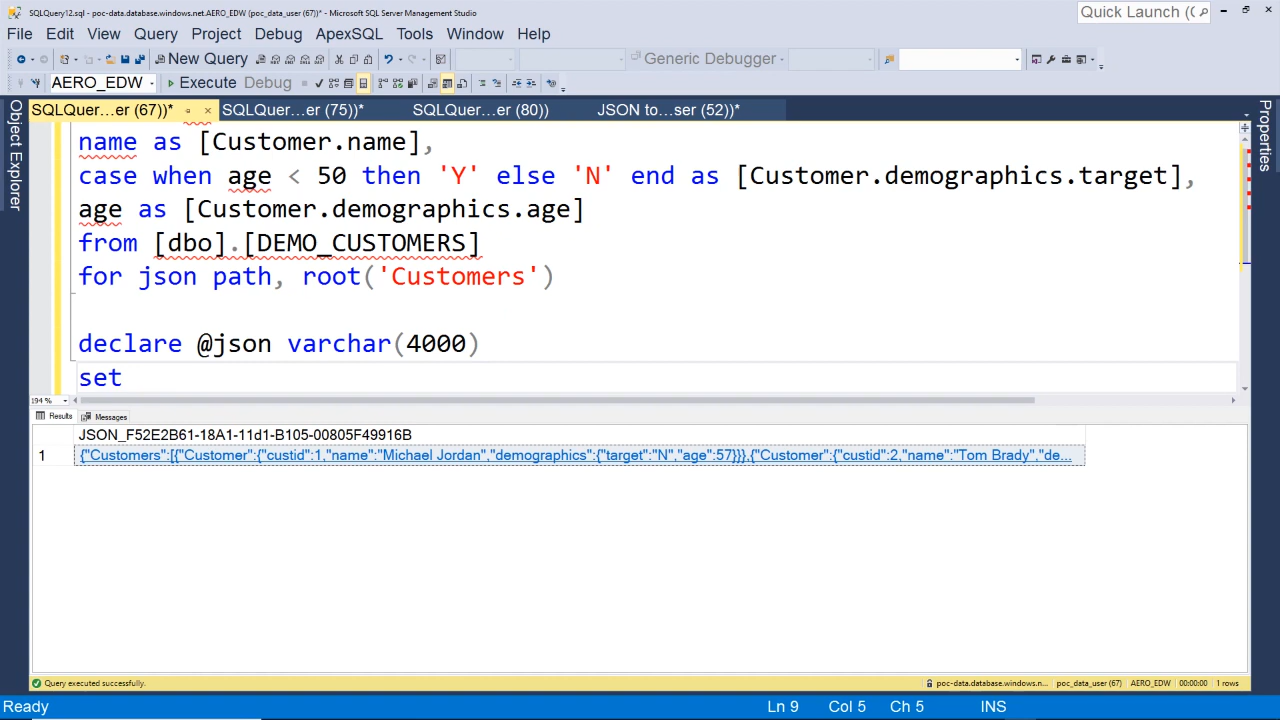 SQLQuery12.sql - poc-data.database.windows.net.AERO_EDW (poc_data_user (67))* - Microsoft SQL Server Management Studio
Quick Launch (
File Edit View Query Project Debug ApexSQL Tools Window Help
New Query
Generic Debugger
AERO_EDW
Execute Debug
SQLQuer...er (67))*
SQLQuer...er (75))*
SQLQuer...er (80))
JSON to...ser (52))*
Object Explorer
Properties
name as [Customer.name],
case when age < 50 then 'Y' else 'N' end as [Customer.demographics.target],
age as [Customer.demographics.age]
from [dbo].[DEMO_CUSTOMERS]
for json path, root('Customers')
declare @json varchar(4000)
set
194 %
Results Messages
JSON_F52E2B61-18A1-11d1-B105-00805F49916B
1 {"Customers":[{"Customer":{"custid":1,"name":"Michael Jordan","demographics":{"target":"N","age":57}}},{"Customer":{"custid":2,"name":"Tom Brady","de...
Query executed successfully.
poc-data.database.windows.n... poc_data_user (67) AERO_EDW 00:00:00 1 rows
Ready Ln 9 Col 5 Ch 5 INS